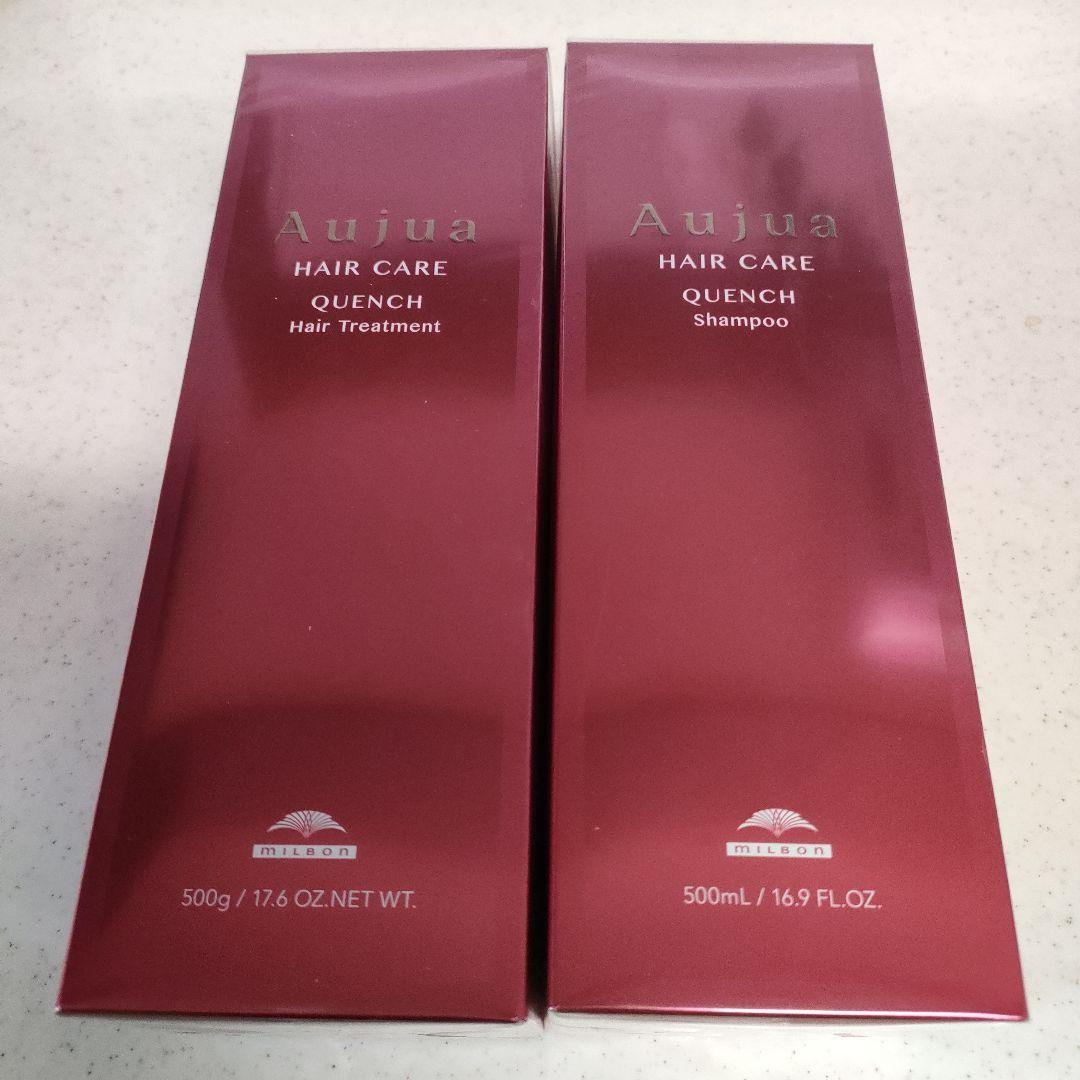 Aujua
HAIR CARE
QUENCH
Hair Treatment
MILBON
500g / 17.6 OZ.NET WT.
Aujua
HAIR CARE
QUENCH
Shampoo
MILBON
500mL / 16.9 FL.OZ.